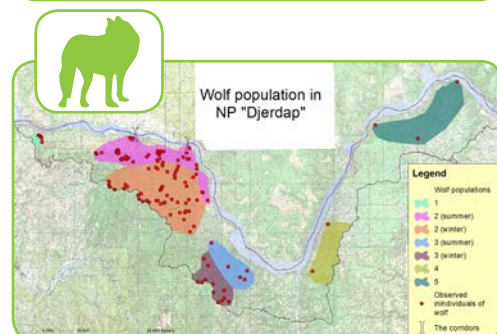 Wolf population in
NP "Djerdap"
Legend
Wolf populations
1
2 (summer)
2 (winter)
3 (summer)
3 (winter)
4
5
Observed
inindividuals of
wolf
The corridors